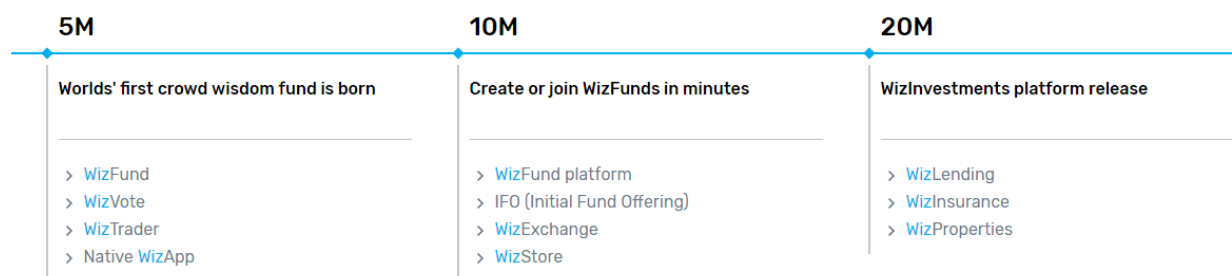 5M
Worlds' first crowd wisdom fund is born
WizFund
WizVote
WizTrader
Native WizApp
10M
Create or join WizFunds in minutes
WizFund platform
IFO (Initial Fund Offering)
WizExchange
WizStore
20M
WizInvestments platform release
WizLending
WizInsurance
WizProperties